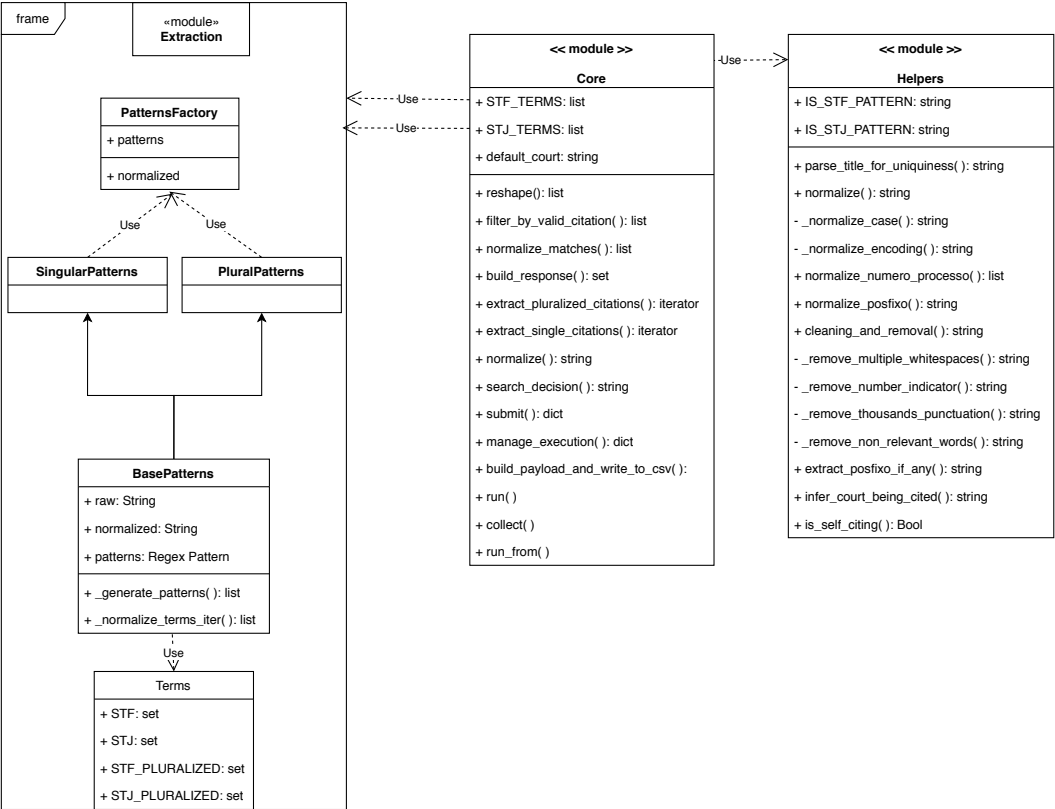 frame
«module»
Extraction
PatternsFactory
+ patterns
+ normalized
Use
Use
SingularPatterns
PluralPatterns
BasePatterns
+ raw: String
+ normalized: String
+ patterns: Regex Pattern
+ _generate_patterns( ): list
+ _normalize_terms_iter( ): list
Use
Terms
+ STF: set
+ STJ: set
+ STF_PLURALIZED: set
+ STJ_PLURALIZED: set
Use
Use
<< module >>
Core
+ STF_TERMS: list
+ STJ_TERMS: list
+ default_court: string
+ reshape(): list
+ filter_by_valid_citation( ): list
+ normalize_matches( ): list
+ build_response( ): set
+ extract_pluralized_citations( ): iterator
+ extract_single_citations( ): iterator
+ normalize( ): string
+ search_decision( ): string
+ submit( ): dict
+ manage_execution( ): dict
+ build_payload_and_write_to_csv( ):
+ run( )
+ collect( )
+ run_from( )
Use
<< module >>
Helpers
+ IS_STF_PATTERN: string
+ IS_STJ_PATTERN: string
+ parse_title_for_uniquiness( ): string
+ normalize( ): string
- _normalize_case( ): string
- _normalize_encoding( ): string
+ normalize_numero_processo( ): list
+ normalize_posfixo( ): string
+ cleaning_and_removal( ): string
- _remove_multiple_whitespaces( ): string
- _remove_number_indicator( ): string
- _remove_thousands_punctuation( ): string
- _remove_non_relevant_words( ): string
+ extract_posfixo_if_any( ): string
+ infer_court_being_cited( ): string
+ is_self_citing( ): Bool